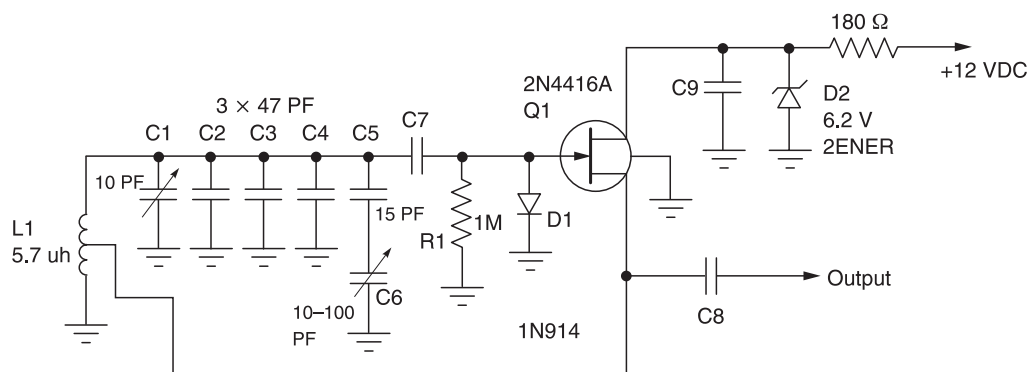 180 Ω
+12 VDC
2N4416A
Q1
C9
D2
6.2 V
2ENER
3 × 47 PF
C1
C2
C3
C4
C5
C7
10 PF
15 PF
1M
R1
D1
L1
5.7 uh
C6
10–100
PF
1N914
C8
Output